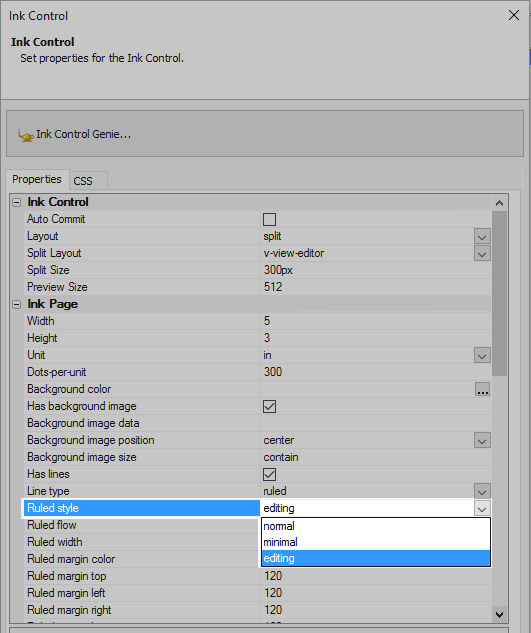 Ink Control
Ink Control
Set properties for the Ink Control.
Ink Control Genie...
Properties CSS
Ink Control
Auto Commit
Layout split
Split Layout v-view-editor
Split Size 300px
Preview Size 512
Ink Page
Width 5
Height 3
Unit in
Dots-per-unit 300
Background color ...
Has background image
Background image data
Background image position center
Background image size contain
Has lines
Line type ruled
Ruled style editing
Ruled flow normal
Ruled width minimal
Ruled margin color editing
Ruled margin top 120
Ruled margin left 120
Ruled margin right 120